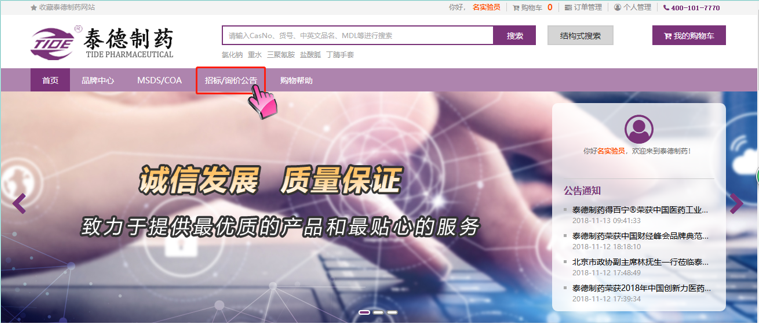 收藏泰德制药网站 你好，名实验员 购物车 0 订单管理 个人管理 400-101-7770
TIDE ® 泰德制药
TIDE PHARMACEUTICAL
请输入CasNo、货号、中英文品名、MDL等进行搜索 搜索 结构式搜索 我的购物车
氯化钠 重水 三聚氰胺 盐酸氨 丁腈手套
首页 品牌中心 MSDS/COA 招标/询价公告 购物帮助
诚信发展 质量保证
致力于提供最优质的产品和最贴心的服务
你好名实验员，欢迎来到泰德制药！
公告通知
泰德制药得百宁®荣获中国医药工业...
2018-11-13 09:41:33
泰德制药荣获中国财经峰会品牌典范...
2018-11-12 18:18:10
北京市政协副主席林抚生一行莅临泰...
2018-11-12 17:48:49
泰德制药荣获2018年中国创新力医药...
2018-11-12 17:39:34